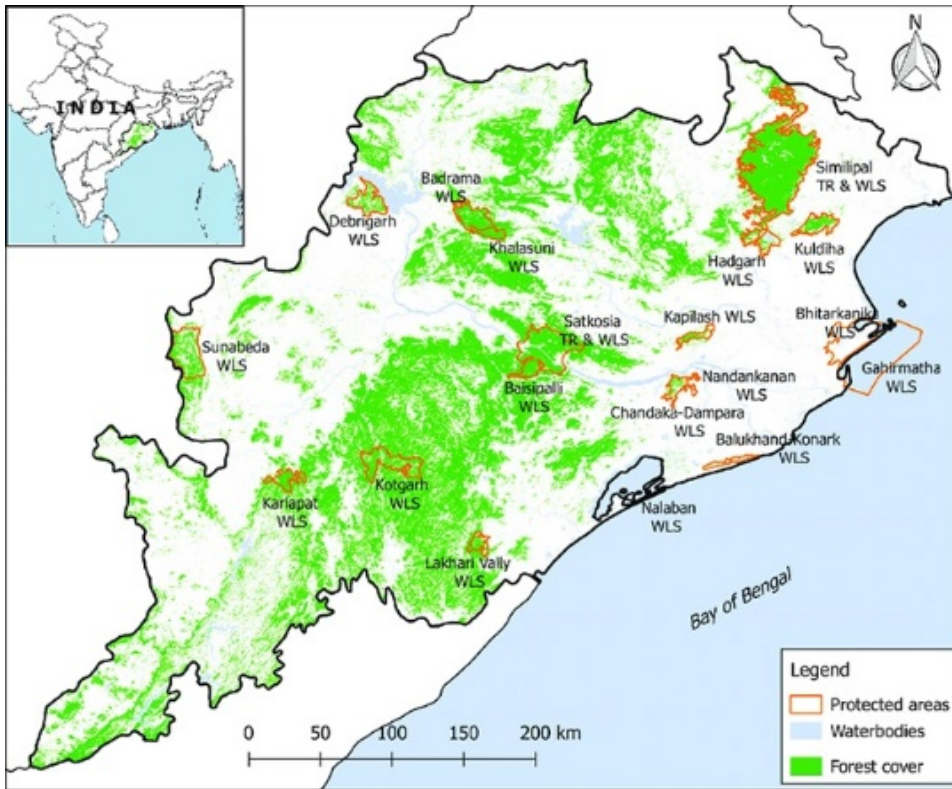 INDIA
N
Similipal
TR & WLS
Badrama
WLS
Debrigarh
WLS
Khalasuni
WLS
Hadgarh
WLS
Kuldiha
WLS
Satkosia
TR & WLS
Kapilash WLS
Bhitarkanika
WLS
Sunabeda
WLS
Baisipalli
WLS
Nandankanan
WLS
Gahirmatha
WLS
Chandaka-Dampara
WLS
Balukhand Konark
WLS
Karlapat
WLS
Kotgarh
WLS
Nalaban
WLS
Lakhari Vally
WLS
Bay of Bengal
Legend
Protected areas
Waterbodies
Forest cover
0 50 100 150 200 km